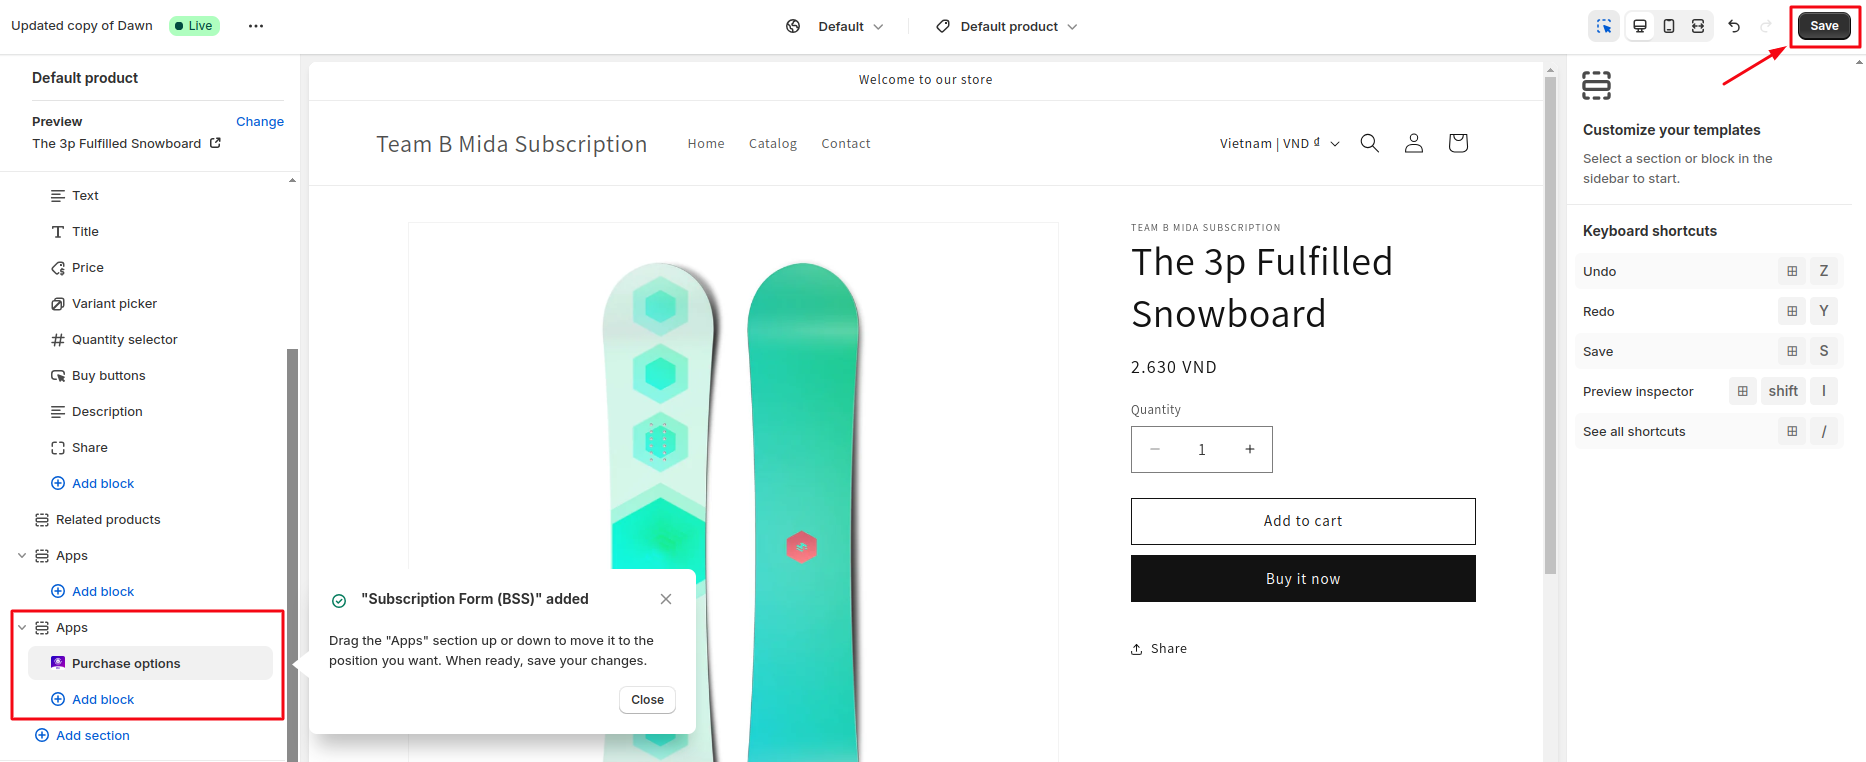 Updated copy of Dawn
Live
Default
Default product
Save
Default product
Preview
Change
The 3p Fulfilled Snowboard
Text
Title
Price
Variant picker
Quantity selector
Buy buttons
Description
Share
Add block
Related products
Apps
Add block
Apps
Purchase options
Add block
Add section
Welcome to our store
Team B Mida Subscription
Home
Catalog
Contact
Vietnam | VND ₫
TEAM B MIDA SUBSCRIPTION
The 3p Fulfilled
Snowboard
2.630 VND
Quantity
− 1 +
Add to cart
Buy it now
Share
"Subscription Form (BSS)" added
Drag the "Apps" section up or down to move it to the
position you want. When ready, save your changes.
Close
Customize your templates
Select a section or block in the
sidebar to start.
Keyboard shortcuts
Undo
Z
Redo
Y
Save
S
Preview inspector
shift
I
See all shortcuts
/